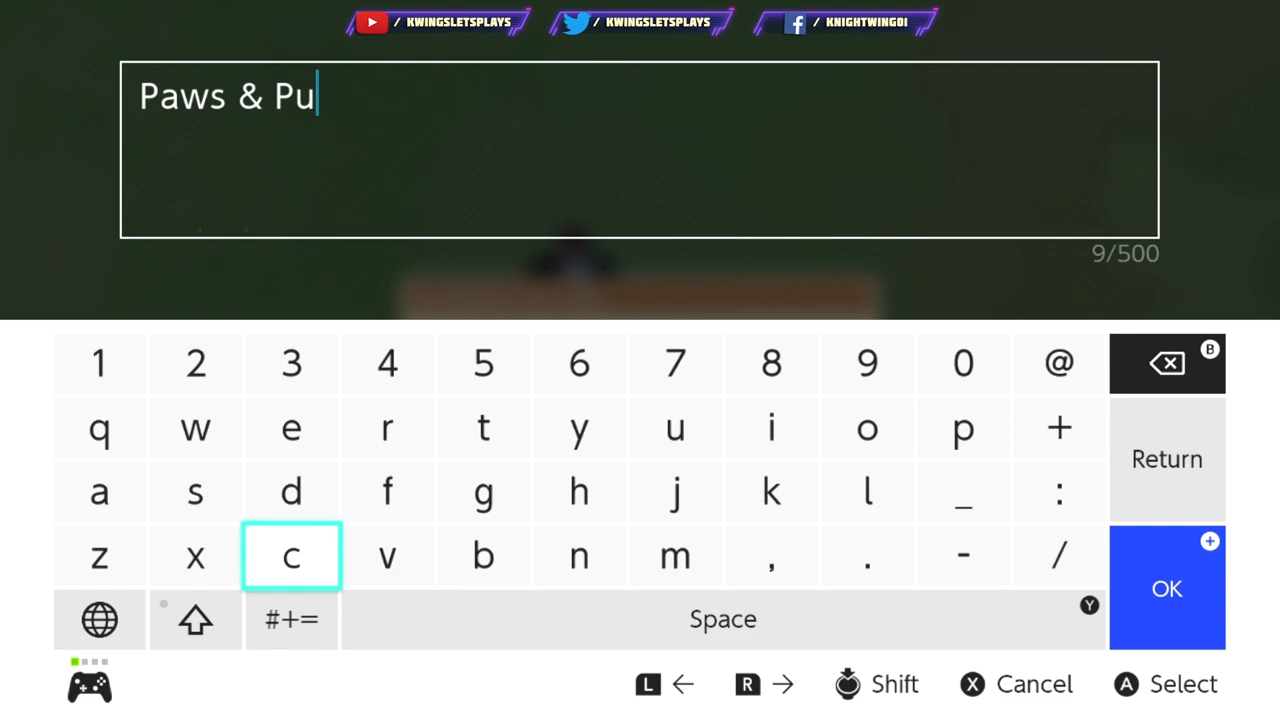 / KWINGSLETSPLAYS / KWINGSLETSPLAYS / KNIGHTWING01
Paws & Pu
9/500
1 2 3 4 5 6 7 8 9 0 @ B
q w e r t y u i o p +
Return
a s d f g h j k l _ :
z x c v b n m , . - / +
OK
#+= Space Y
L ← R → Shift X Cancel A Select